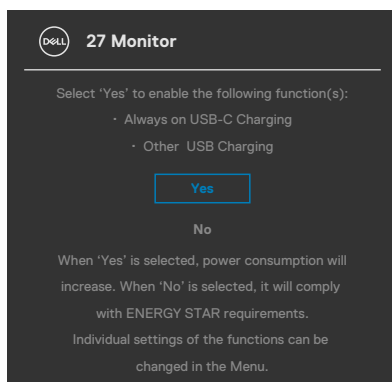 DELL
27 Monitor
Select ‘Yes’ to enable the following function(s):
· Always on USB-C Charging
· Other USB Charging
Yes
No
When ‘Yes’ is selected, power consumption will
increase. When ‘No’ is selected, it will comply
with ENERGY STAR requirements.
Individual settings of the functions can be
changed in the Menu.